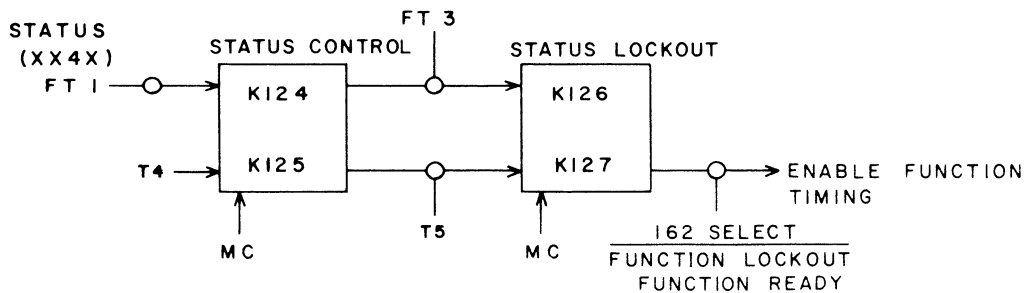 STATUS
(XX4X)
FT 1
STATUS CONTROL
FT 3
STATUS LOCKOUT
K124
K125
K126
K127
T4
T5
MC
MC
ENABLE FUNCTION
TIMING
162 SELECT
FUNCTION LOCKOUT
FUNCTION READY